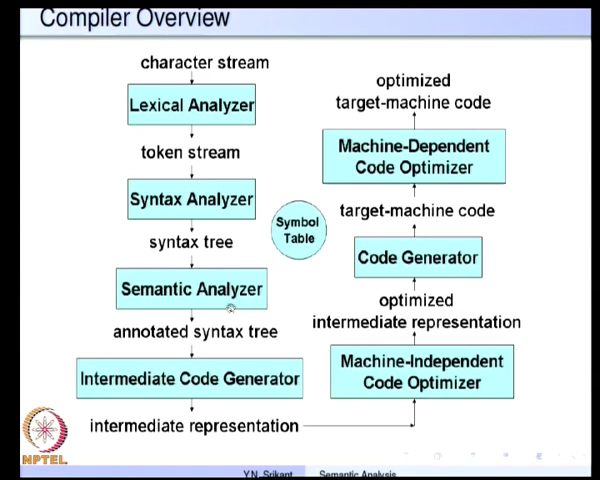 Compiler Overview
character stream
Lexical Analyzer
token stream
Syntax Analyzer
syntax tree
Semantic Analyzer
annotated syntax tree
Intermediate Code Generator
intermediate representation
Symbol
Table
optimized
target-machine code
Machine-Dependent
Code Optimizer
target-machine code
Code Generator
optimized
intermediate representation
Machine-Independent
Code Optimizer
NPTEL
Y.N. Srikant
Semantic Analysis